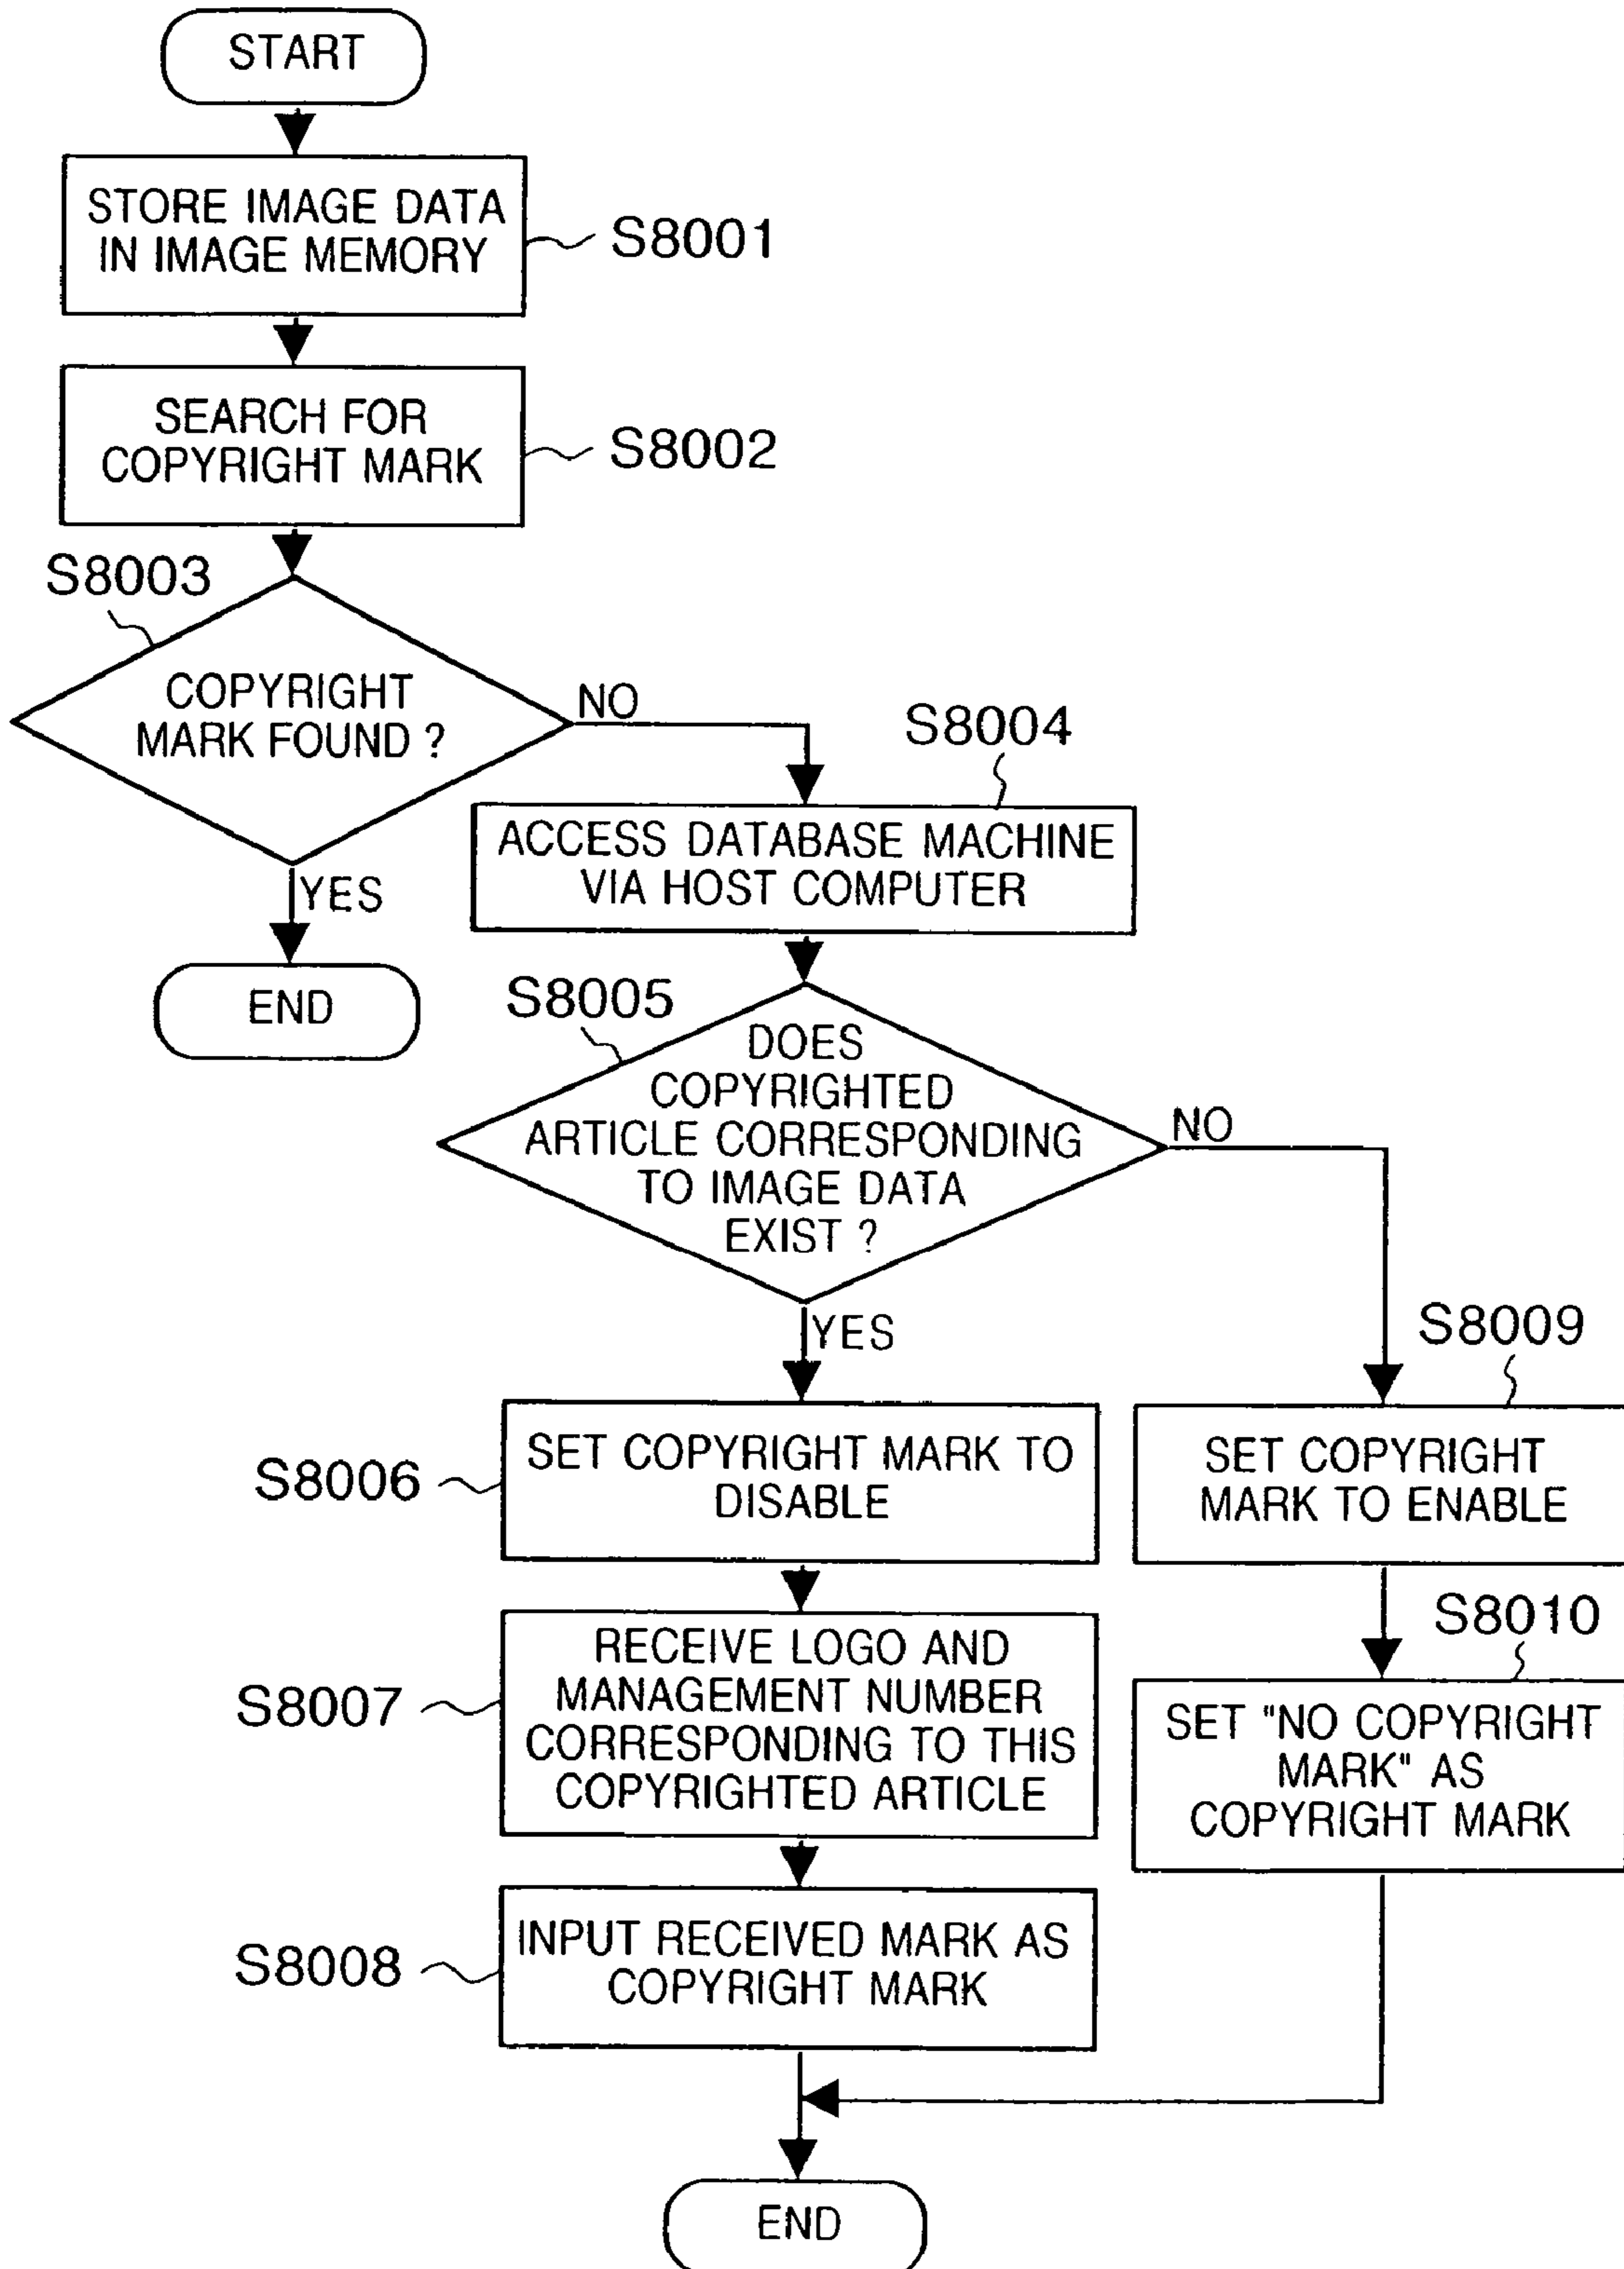 START
STORE IMAGE DATA
IN IMAGE MEMORY
S8001
SEARCH FOR
COPYRIGHT MARK
S8002
S8003
COPYRIGHT
MARK FOUND ?
NO
YES
END
S8004
ACCESS DATABASE MACHINE
VIA HOST COMPUTER
S8005
DOES
COPYRIGHTED
ARTICLE CORRESPONDING
TO IMAGE DATA
EXIST ?
NO
YES
S8006
SET COPYRIGHT MARK TO
DISABLE
S8009
SET COPYRIGHT
MARK TO ENABLE
S8007
RECEIVE LOGO AND
MANAGEMENT NUMBER
CORRESPONDING TO THIS
COPYRIGHTED ARTICLE
S8010
SET "NO COPYRIGHT
MARK" AS
COPYRIGHT MARK
S8008
INPUT RECEIVED MARK AS
COPYRIGHT MARK
END